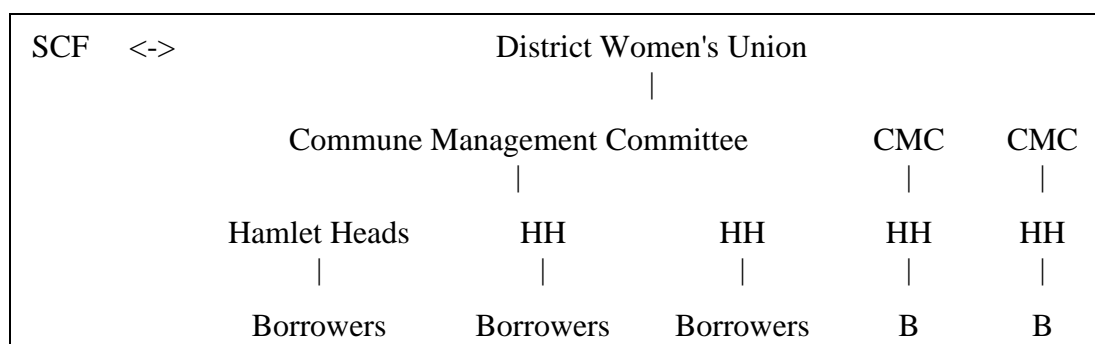 SCF <-> District Women's Union
|
Commune Management Committee CMC CMC
| | |
Hamlet Heads HH HH HH HH
| | | | |
Borrowers Borrowers Borrowers B B